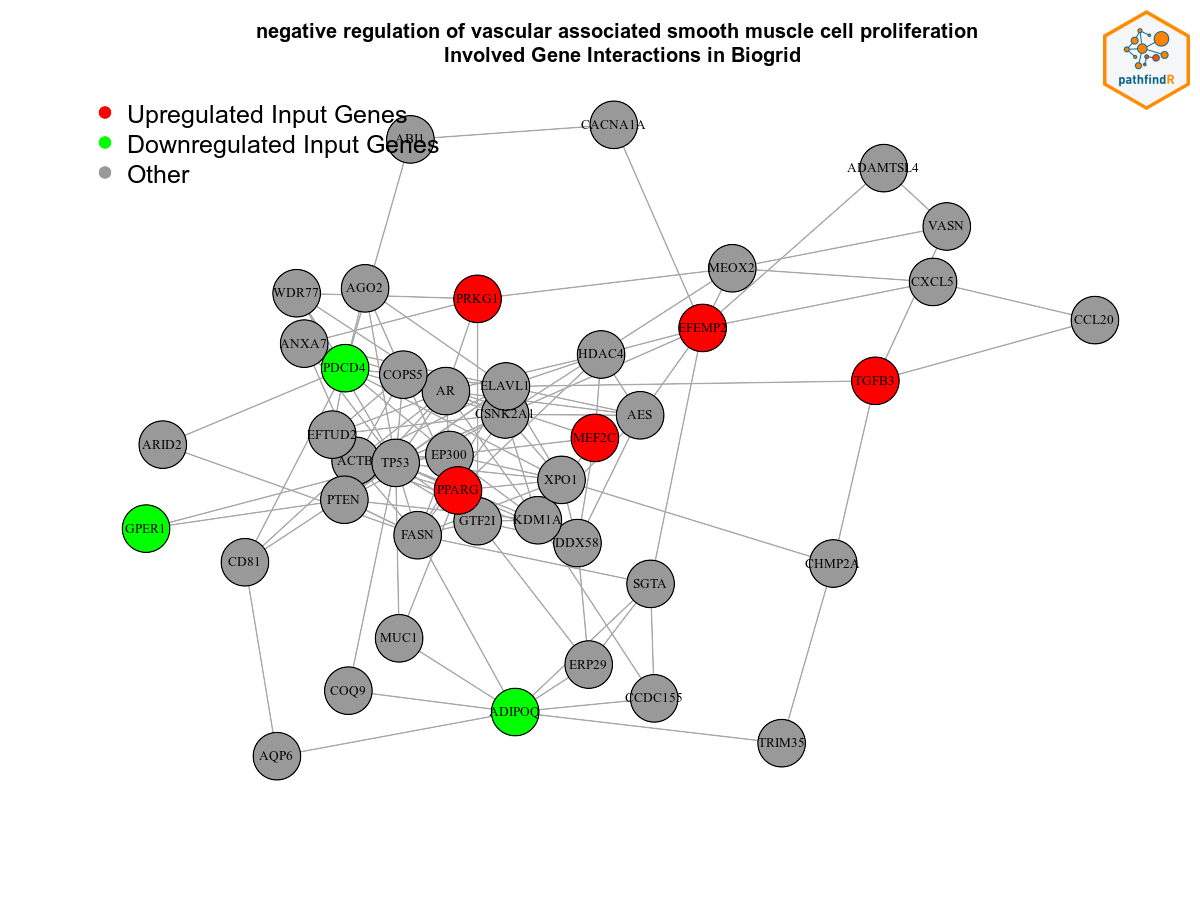 negative regulation of vascular associated smooth muscle cell proliferation
Involved Gene Interactions in Biogrid
pathfindR
Upregulated Input Genes
Downregulated Input Genes
Other
ABI1
CACNA1A
ADAMTSL4
VASN
MEOX2
CXCL5
WDR77
AGO2
PRKG1
CCL20
EFEMP2
ANXA7
HDAC4
PDCD4
COPS5
AR
ELAVL1
TGFB3
CSNK2A1
AES
EFTUD2
MEF2C
ARID2
ACTB
TP53
EP300
XPO1
PPARG
PTEN
GPER1
GTF2I
KDM1A
FASN
DDX58
CD81
CHMP2A
SGTA
MUC1
ERP29
COQ9
CCDC155
ADIPOQ
AQP6
TRIM35